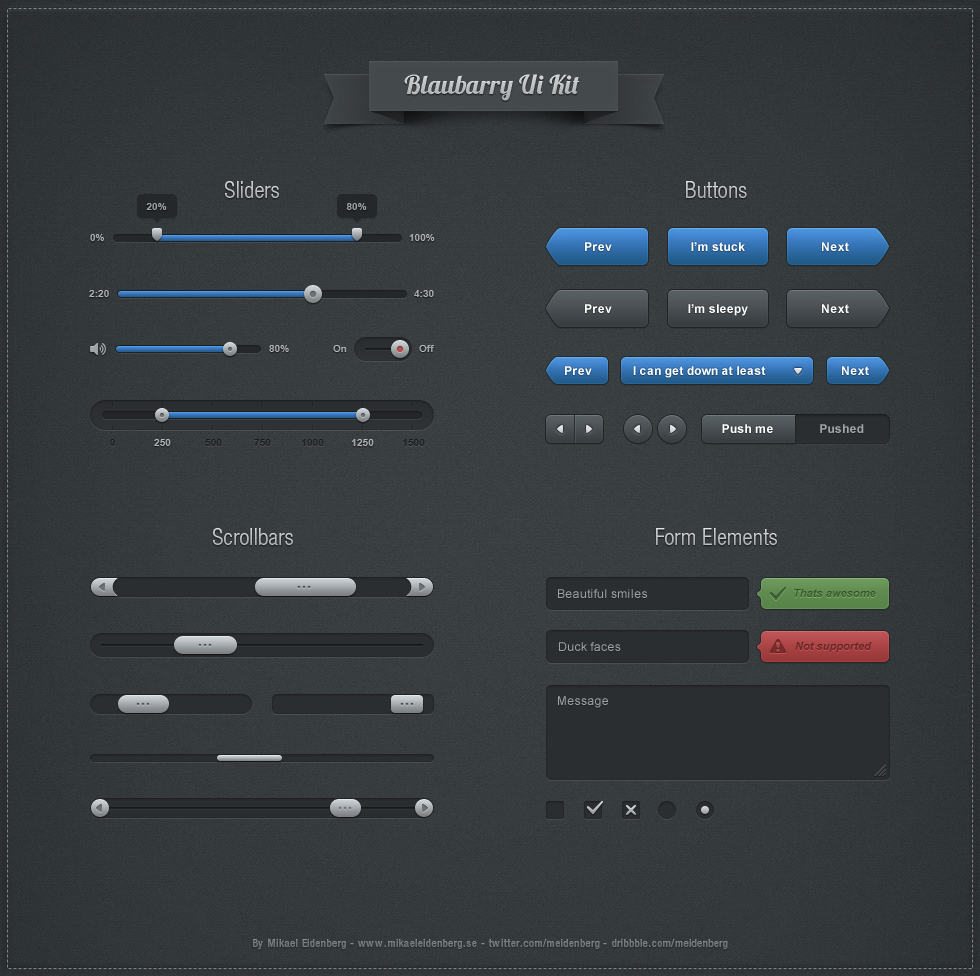 Blaubarry Ui Kit
Sliders
20% 80%
0% 100%
2:20 4:30
80% On Off
0 250 500 750 1000 1250 1500
Buttons
Prev I'm stuck Next
Prev I'm sleepy Next
Prev I can get down at least Next
Push me Pushed
Scrollbars
Form Elements
Beautiful smiles Thats awesome
Duck faces Not supported
Message
By Mikael Eidenberg - www.mikaeleidenberg.se - twitter.com/meidenberg - dribbble.com/meidenberg